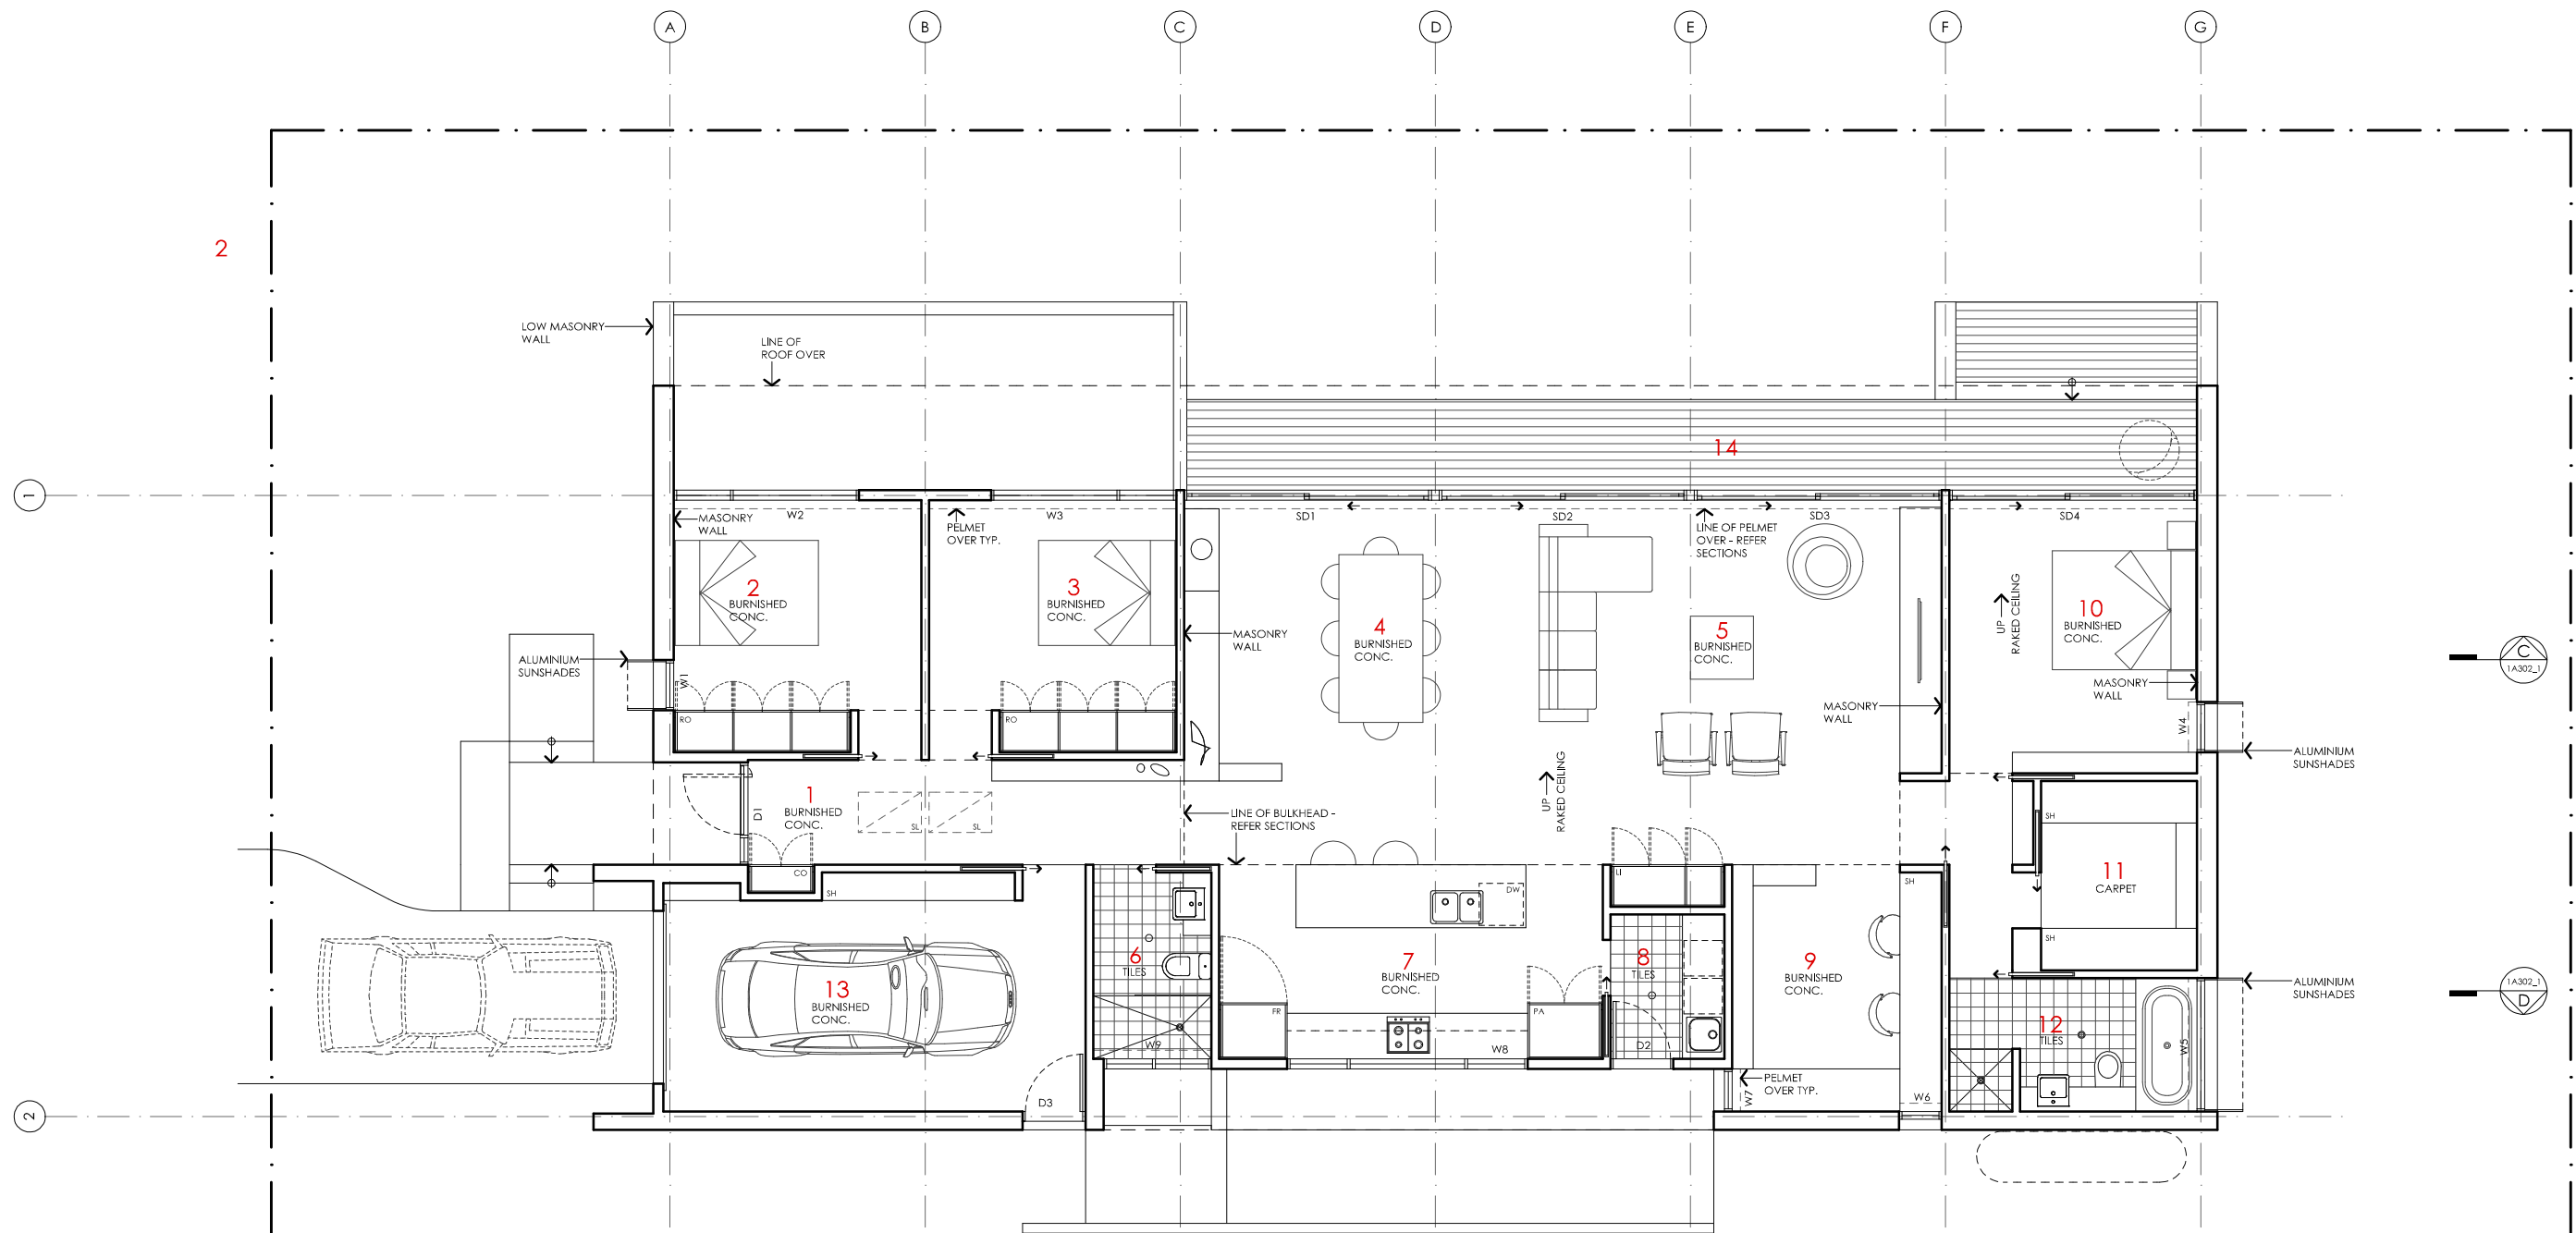 A B C D E F G
2
LOW MASONRY
WALL
LINE OF
ROOF OVER
14
1
W2
W3
SD1
SD2
SD3
SD4
MASONRY
WALL
PELMET
OVER TYP.
LINE OF PELMET
OVER - REFER
SECTIONS
2
BURNISHED
CONC.
3
BURNISHED
CONC.
4
BURNISHED
CONC.
5
BURNISHED
CONC.
10
BURNISHED
CONC.
UP
RAKED CEILING
MASONRY
WALL
ALUMINIUM
SUNSHADES
W1
RO
RO
MASONRY
WALL
MASONRY
WALL
W4
C
1A302_1
ALUMINIUM
SUNSHADES
UP
RAKED CEILING
1
BURNISHED
CONC.
D1
SL
SL
LINE OF BULKHEAD -
REFER SECTIONS
CO
SH
LI
SH
SH
11
CARPET
SH
DW
6
TILES
7
BURNISHED
CONC.
8
TILES
9
BURNISHED
CONC.
13
BURNISHED
CONC.
FR
PA
W9
W8
D2
12
TILES
W5
ALUMINIUM
SUNSHADES
1A302_1
D
PELMET
OVER TYP.
W7
W6
D3
2